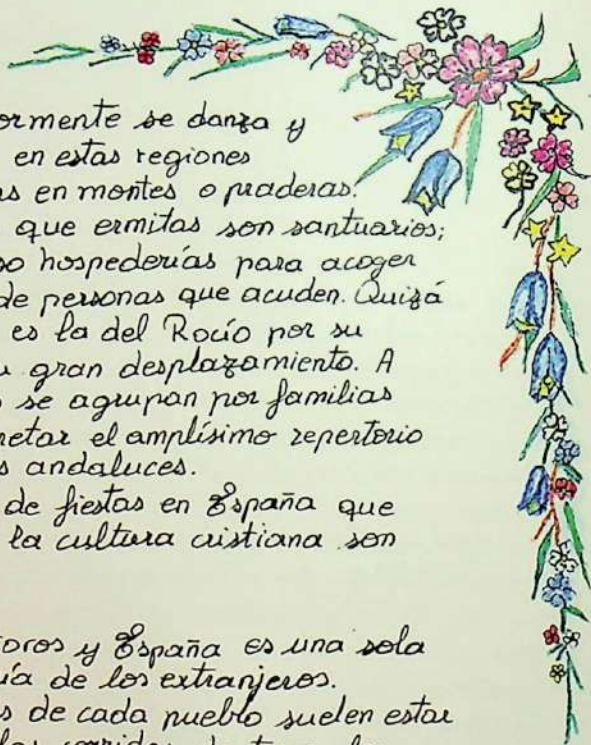 ormente se danza y
en estas regiones
s en montes o praderas.
que ermitas son santuarios;
so hospederías para acoger
de personas que acuden. Quizá
es la del Rocío por su
gran desplazamiento. A
se agrupan por familias
retar el amplísimo repertorio
s andaluces.
de fiestas en España que
la cultura cristiana son
oros y España es una sola
ía de los extranjeros.
s de cada pueblo suelen estar